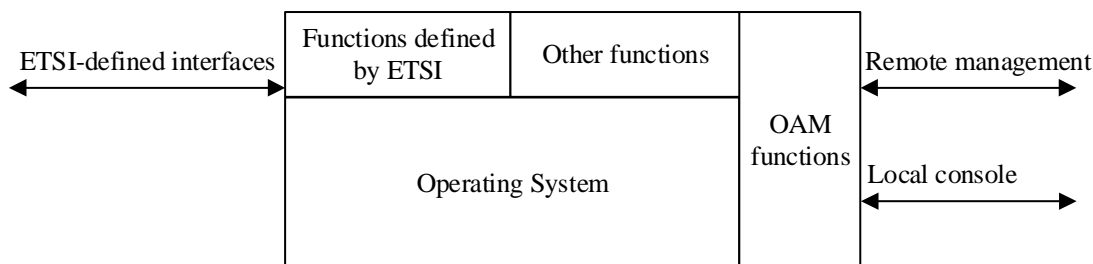 ETSI-defined interfaces
Functions defined
by ETSI
Other functions
Remote management
OAM
functions
Operating System
Local console